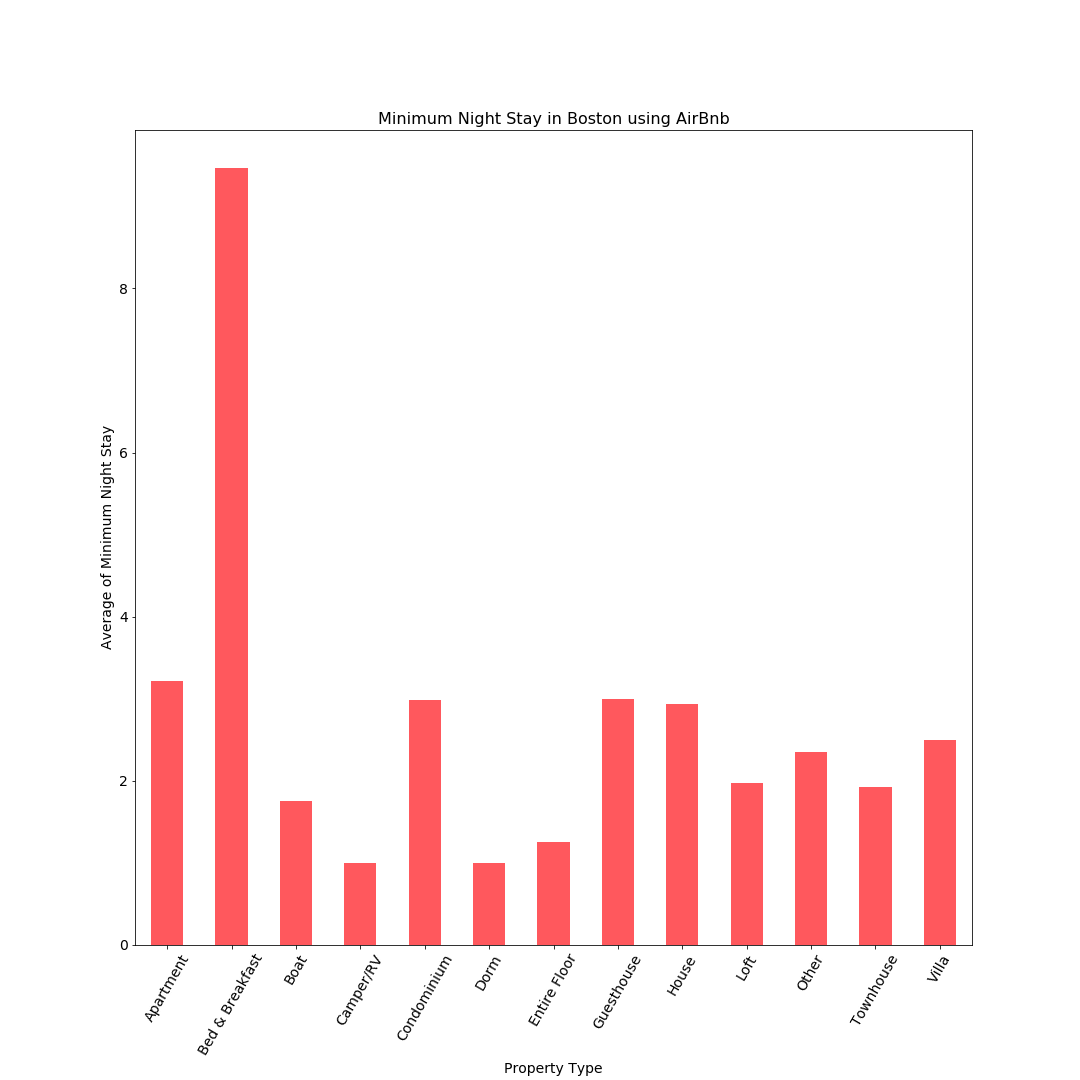 Minimum Night Stay in Boston using AirBnb
Average of Minimum Night Stay
8
6
4
2
0
Apartment
Bed & Breakfast
Boat
Camper/RV
Condominium
Dorm
Entire Floor
Guesthouse
House
Loft
Other
Townhouse
Villa
Property Type